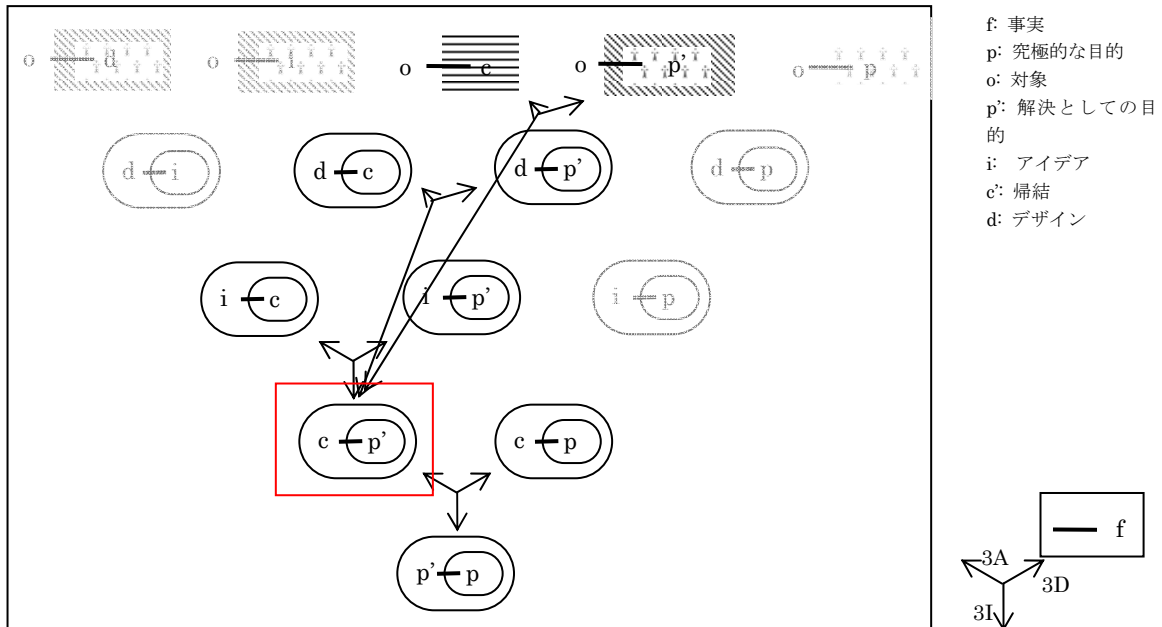 o d
o i
o c
o p'
o p
d i
d c
d p'
d p
i c
i p'
i p
c p'
c p
p' p
f: 事実
p: 究極的な目的
o: 対象
p': 解決としての目
的
i: アイデア
c': 帰結
d: デザイン
f
3A
3D
3I